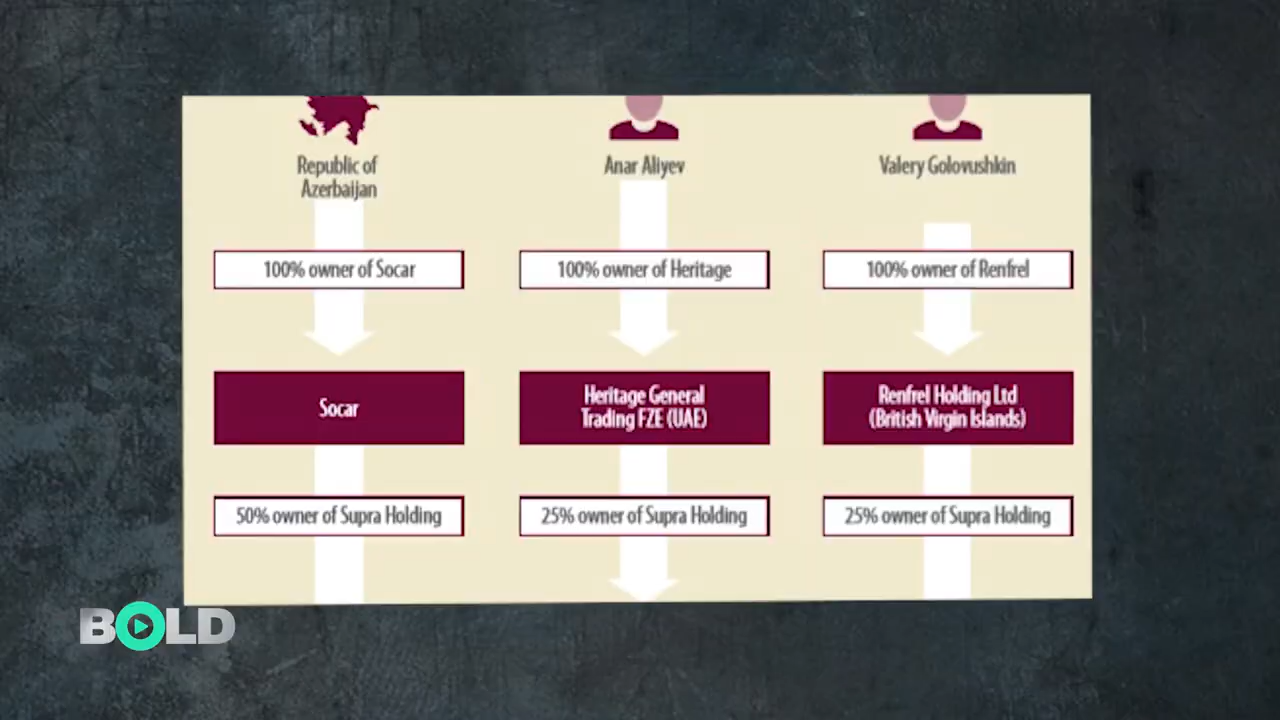 Republic of
Azerbaijan
Anar Aliyev
Valery Golovushkin
100% owner of Socar
100% owner of Heritage
100% owner of Renfrel
Socar
Heritage General
Trading FZE (UAE)
Renfrel Holding Ltd
(British Virgin Islands)
50% owner of Supra Holding
25% owner of Supra Holding
25% owner of Supra Holding
BOLD